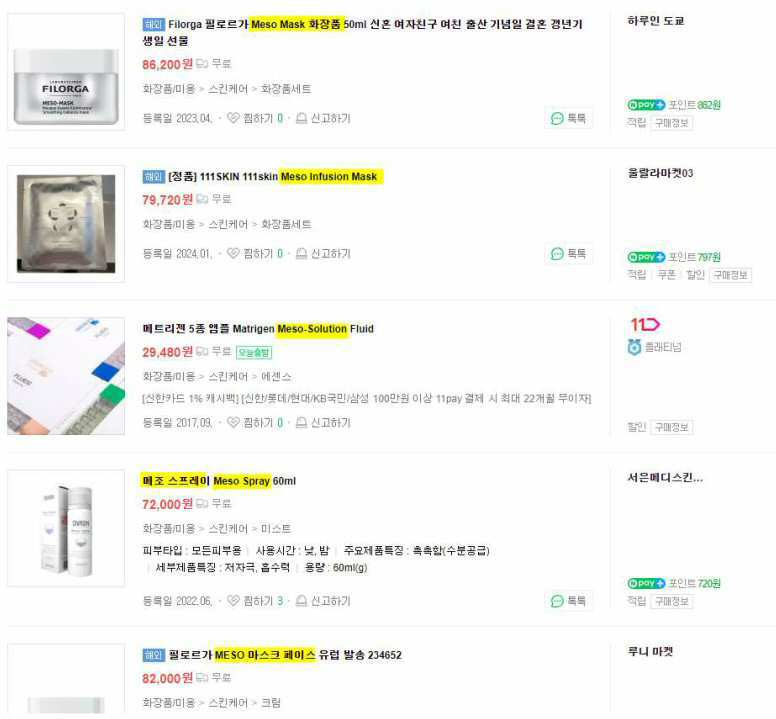 해외 Filorga 필로르가 Meso Mask 화장품 50ml 신혼 여자친구 여친 출산 기념일 결혼 갱년기
생일 선물
86,200원 무료
화장품/미용 > 스킨케어 > 화장품세트
등록일 2023.04. · 찜하기 0 · 신고하기
톡톡
하루인 도쿄
pay+ 포인트 862원
적립 구매정보
FILORGA
MESO-MASK
해외 [정품] 111SKIN 111skin Meso Infusion Mask
79,720원 무료
화장품/미용 > 스킨케어 > 화장품세트
등록일 2024.01. · 찜하기 0 · 신고하기
톡톡
울랄라마켓03
pay+ 포인트 797원
적립 쿠폰 할인 구매정보
메트리젠 5종 앰플 Matrigen Meso-Solution Fluid
29,480원 무료 오늘출발
화장품/미용 > 스킨케어 > 에센스
[신한카드 1% 캐시백] [신한/롯데/현대/KB국민/삼성 100만원 이상 11pay 결제 시 최대 22개월 무이자]
등록일 2017.09. · 찜하기 0 · 신고하기
11
플래티넘
할인 구매정보
메조 스프레이 Meso Spray 60ml
72,000원 무료
화장품/미용 > 스킨케어 > 미스트
피부타입 : 모든피부용 | 사용시간 : 낮, 밤 | 주요제품특징 : 촉촉함(수분공급)
| 세부제품특징 : 저자극, 흡수력 | 용량 : 60ml(g)
등록일 2022.06. · 찜하기 3 · 신고하기
톡톡
서은메디스킨...
pay+ 포인트 720원
적립 구매정보
해외 필로르가 MESO 마스크 페이스 유럽 발송 234652
82,000원 무료
화장품/미용 > 스킨케어 > 크림
루니 마켓